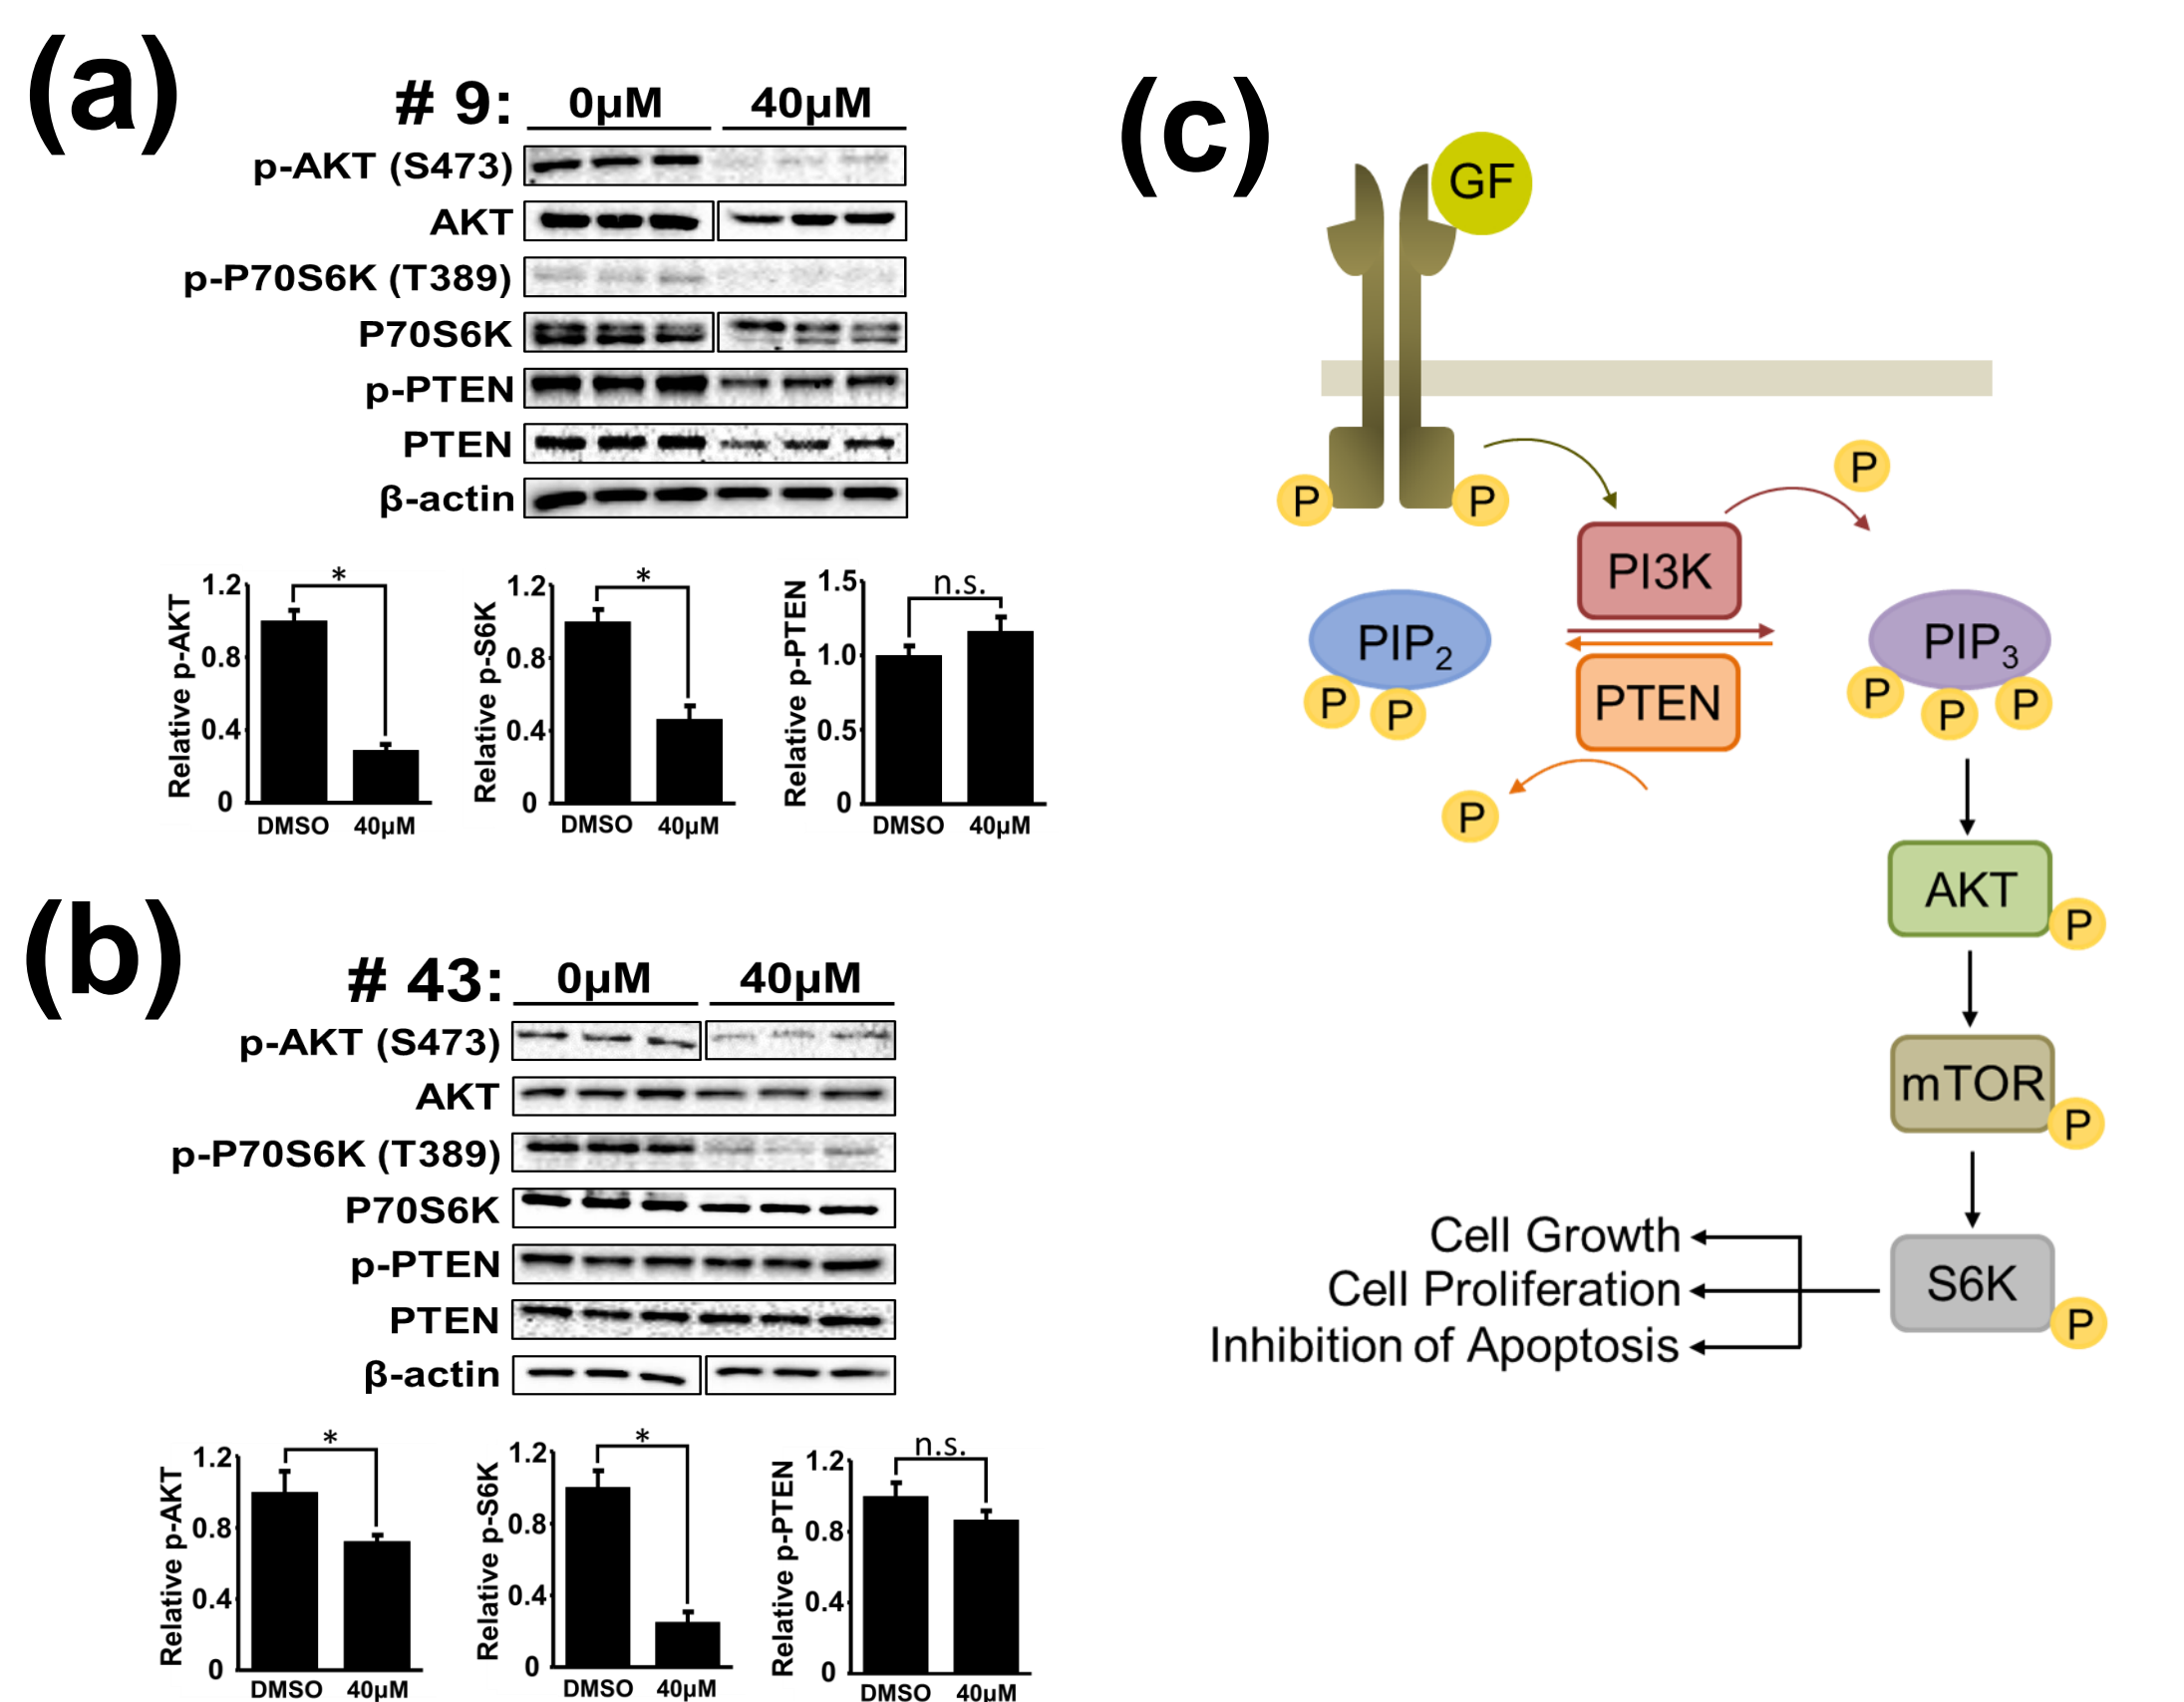 (a)
# 9: 0µM 40µM
p-AKT (S473)
AKT
p-P70S6K (T389)
P70S6K
p-PTEN
PTEN
β-actin
Relative p-AKT
1.2
0.8
0.4
0
*
DMSO 40µM
Relative p-S6K
1.2
0.8
0.4
0
*
DMSO 40µM
Relative p-PTEN
1.5
1.0
0.5
0
n.s.
DMSO 40µM
(b)
# 43: 0µM 40µM
p-AKT (S473)
AKT
p-P70S6K (T389)
P70S6K
p-PTEN
PTEN
β-actin
Relative p-AKT
1.2
0.8
0.4
0
*
DMSO 40µM
Relative p-S6K
1.2
0.8
0.4
0
*
DMSO 40µM
Relative p-PTEN
1.2
0.8
0.4
0
n.s.
DMSO 40µM
(c)
GF
P
P P
PI3K
PIP2
PIP3
PTEN
P P
P P P
P
AKT
P
mTOR
P
S6K
P
Cell Growth
Cell Proliferation
Inhibition of Apoptosis